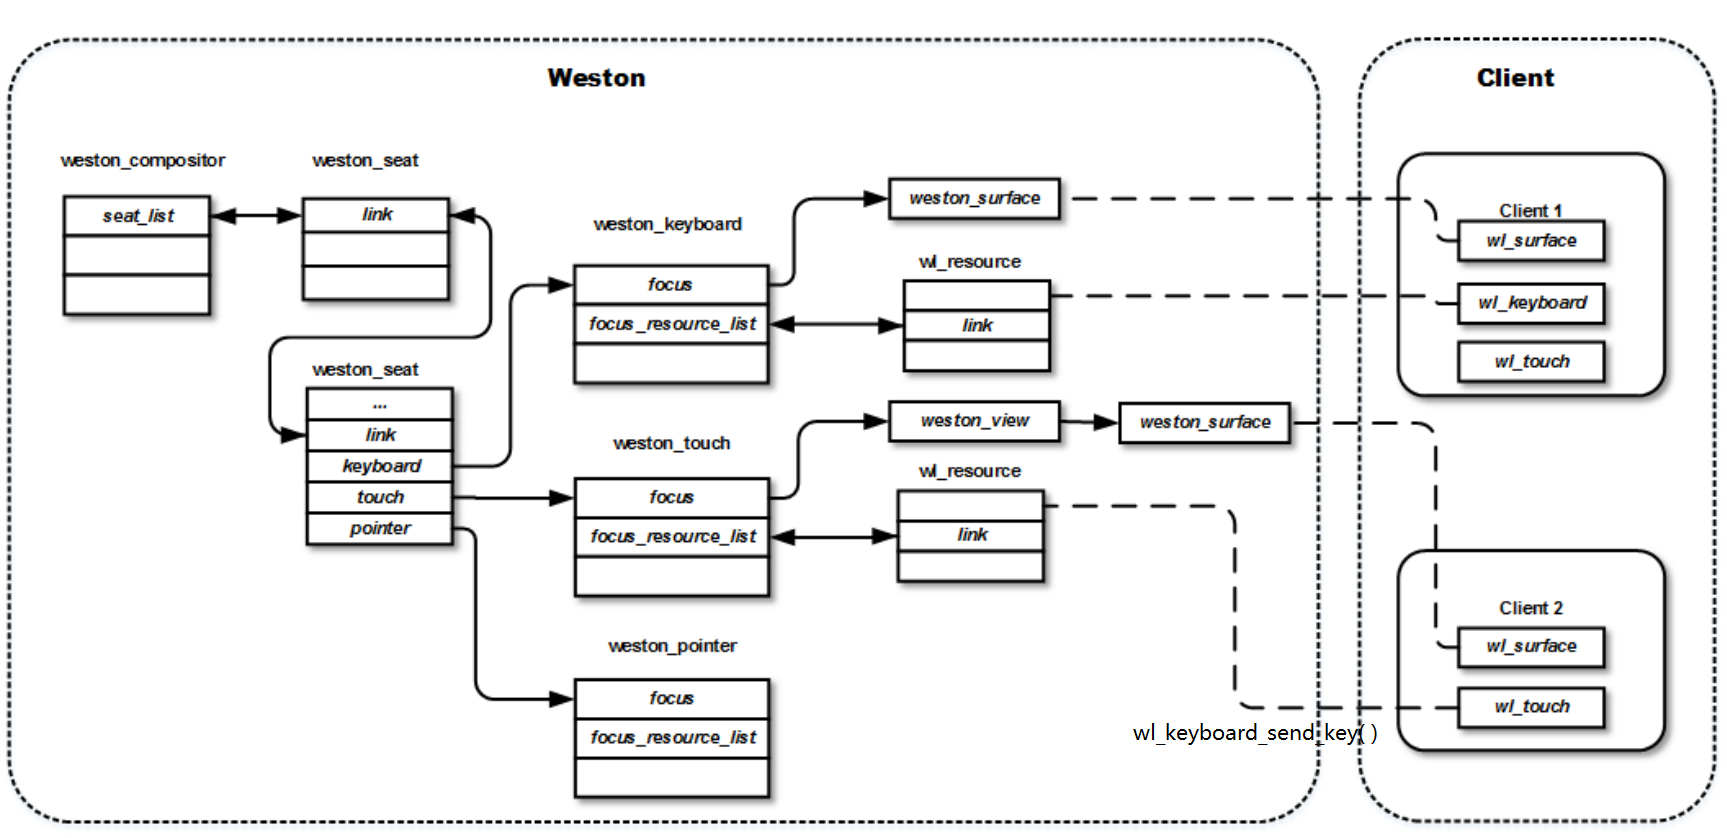 Weston
Client
weston_compositor
seat_list
weston_seat
link
weston_seat
...
link
keyboard
touch
pointer
weston_keyboard
focus
focus_resource_list
weston_surface
wl_resource
link
weston_touch
focus
focus_resource_list
weston_view
weston_surface
wl_resource
link
weston_pointer
focus
focus_resource_list
wl_keyboard_send_key( )
Client 1
wl_surface
wl_keyboard
wl_touch
Client 2
wl_surface
wl_touch